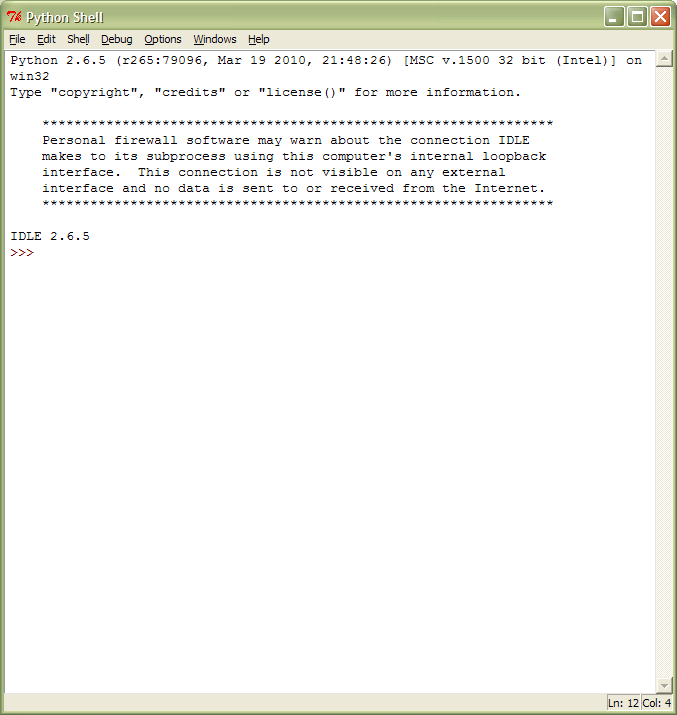 Python Shell
File Edit Shell Debug Options Windows Help
Python 2.6.5 (r265:79096, Mar 19 2010, 21:48:26) [MSC v.1500 32 bit (Intel)] on
win32
Type "copyright", "credits" or "license()" for more information.
****************************************************************
Personal firewall software may warn about the connection IDLE
makes to its subprocess using this computer's internal loopback
interface.  This connection is not visible on any external
interface and no data is sent to or received from the Internet.
****************************************************************
IDLE 2.6.5
>>>
Ln: 12 Col: 4